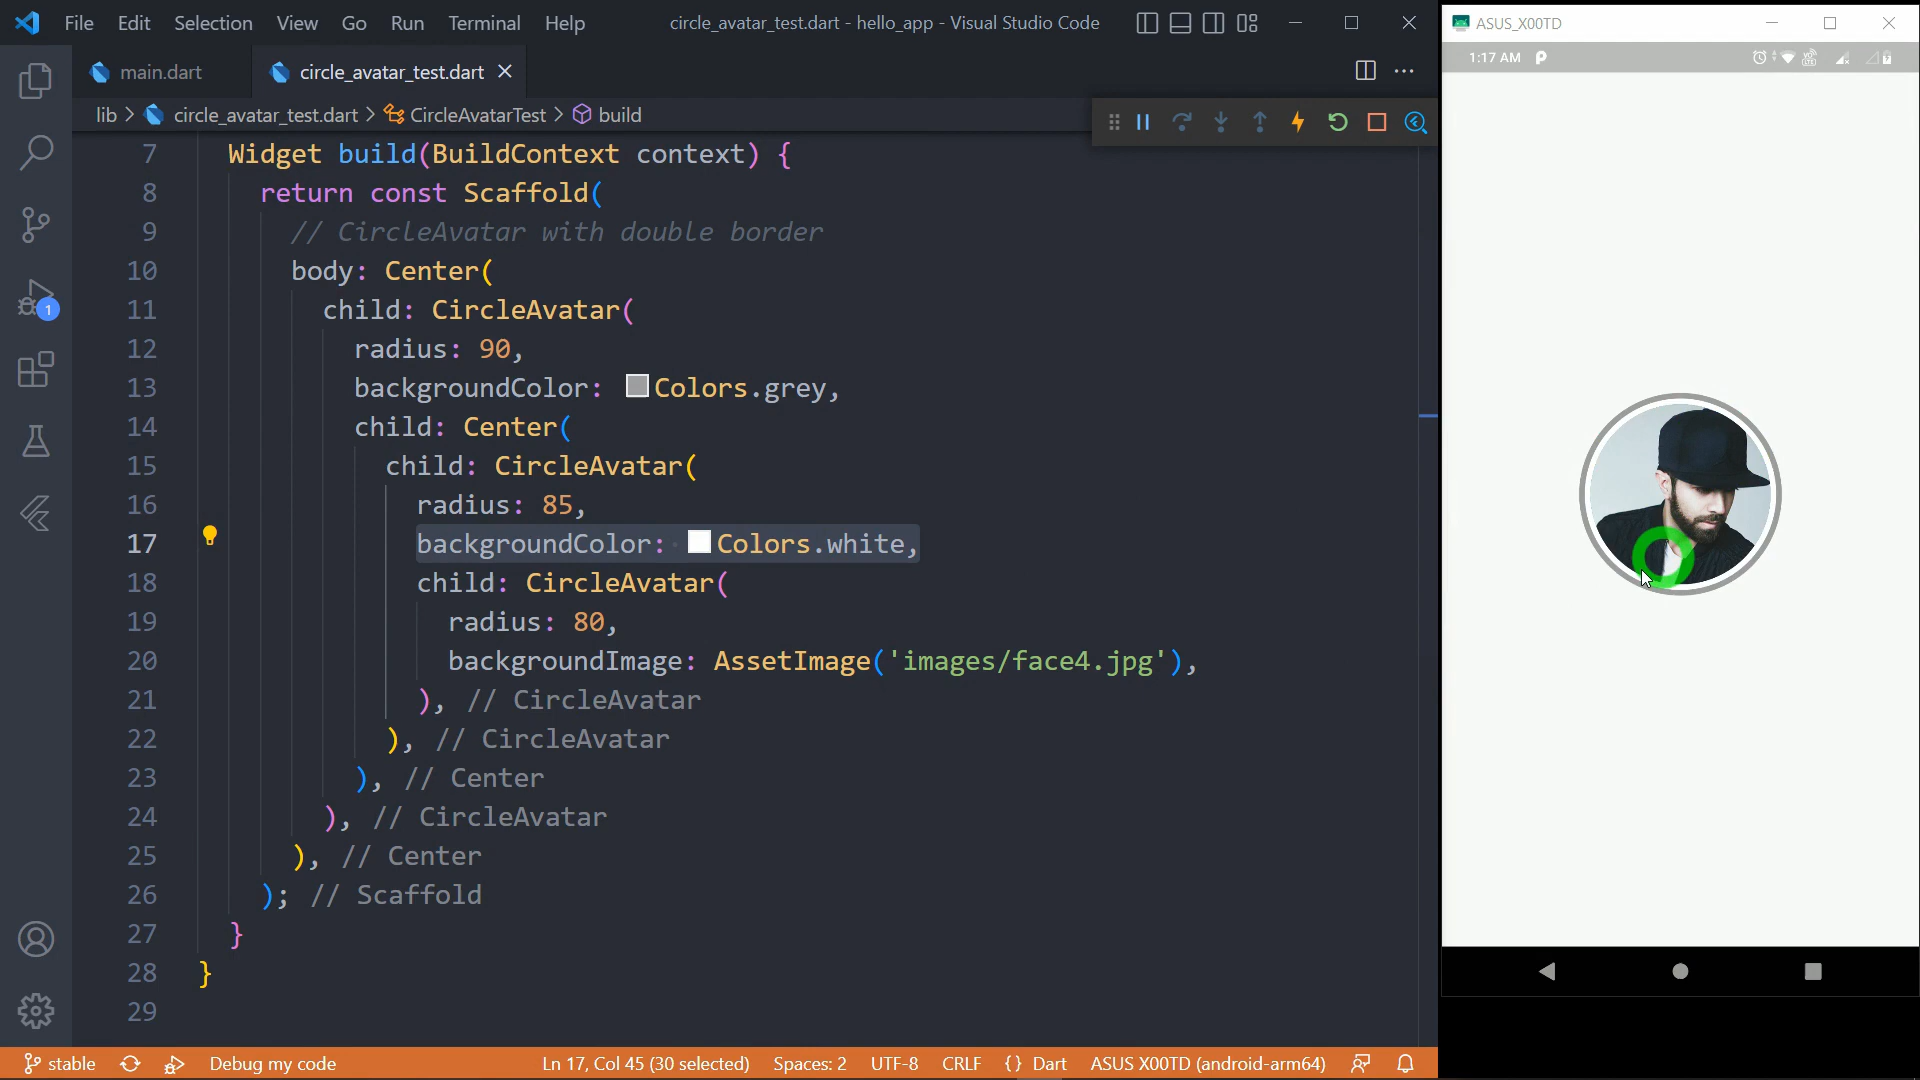 File Edit Selection View Go Run Terminal Help circle_avatar_test.dart - hello_app - Visual Studio Code
ASUS_X00TD
1:17 AM
main.dart circle_avatar_test.dart
lib > circle_avatar_test.dart > CircleAvatarTest > build
7 Widget build(BuildContext context) {
8 return const Scaffold(
9 // CircleAvatar with double border
10 body: Center(
11 child: CircleAvatar(
12 radius: 90,
13 backgroundColor: Colors.grey,
14 child: Center(
15 child: CircleAvatar(
16 radius: 85,
17 backgroundColor: Colors.white,
18 child: CircleAvatar(
19 radius: 80,
20 backgroundImage: AssetImage('images/face4.jpg'),
21 ), // CircleAvatar
22 ), // CircleAvatar
23 ), // Center
24 ), // CircleAvatar
25 ), // Center
26 ); // Scaffold
27 }
28 }
29
1
stable Debug my code Ln 17, Col 45 (30 selected) Spaces: 2 UTF-8 CRLF {} Dart ASUS X00TD (android-arm64)